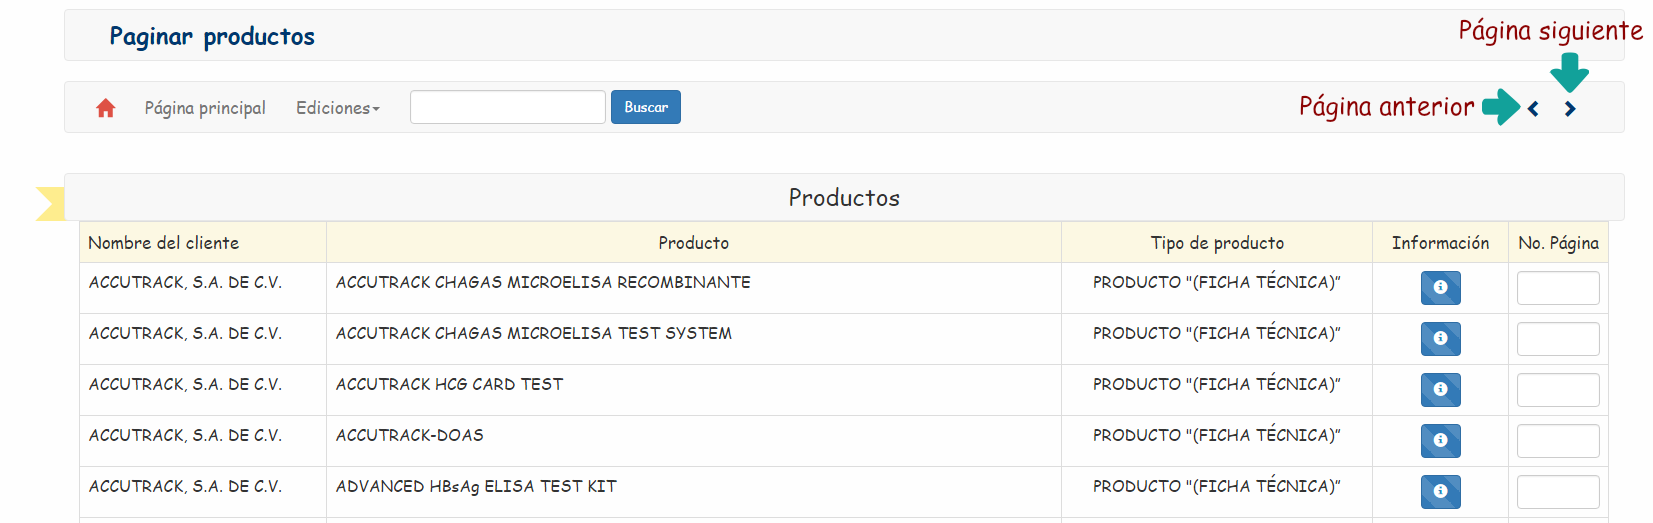 Paginar productos
Página siguiente
Página principal Ediciones Buscar Página anterior
Productos
Nombre del cliente Producto Tipo de producto Información No. Página
ACCUTRACK, S.A. DE C.V. ACCUTRACK CHAGAS MICROELISA RECOMBINANTE PRODUCTO "(FICHA TÉCNICA)”
ACCUTRACK, S.A. DE C.V. ACCUTRACK CHAGAS MICROELISA TEST SYSTEM PRODUCTO "(FICHA TÉCNICA)”
ACCUTRACK, S.A. DE C.V. ACCUTRACK HCG CARD TEST PRODUCTO "(FICHA TÉCNICA)”
ACCUTRACK, S.A. DE C.V. ACCUTRACK-DOAS PRODUCTO "(FICHA TÉCNICA)”
ACCUTRACK, S.A. DE C.V. ADVANCED HBsAg ELISA TEST KIT PRODUCTO "(FICHA TÉCNICA)”